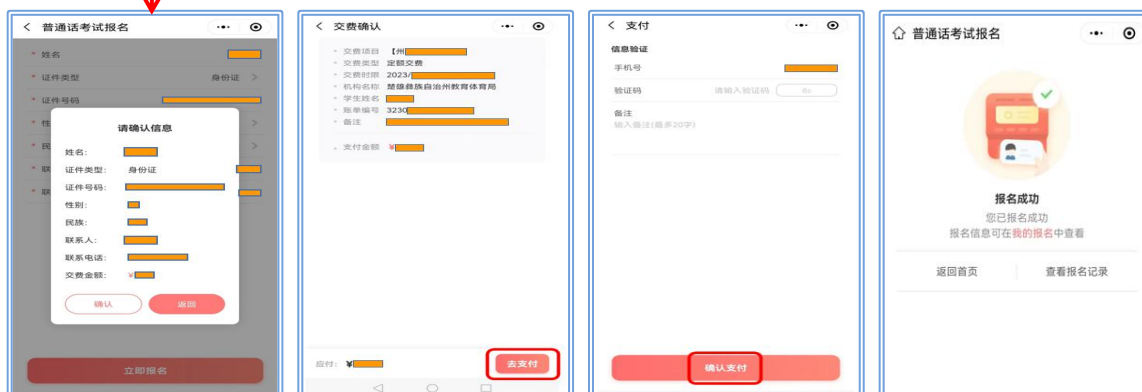 普通话考试报名
* 姓名
* 证件类型 身份证 >
* 证件号码
* 性
* 民
* 联
* 联
请确认信息
姓名:
证件类型: 身份证
证件号码:
性别:
民族:
联系人:
联系电话:
交费金额: ¥
确认 返回
立即报名
交费确认
交费项目 【州
交费类型 定额交费
交费时限 2023/
机构名称 楚雄彝族自治州教育体育局
学生姓名
账单编号 3230
备注
支付金额 ¥
应付: ¥
去支付
支付
信息验证
手机号
验证码 请输入验证码 8s
备注
输入备注(最多20字)
确认支付
普通话考试报名
报名成功
您已报名成功
报名信息可在我的报名中查看
返回首页 查看报名记录